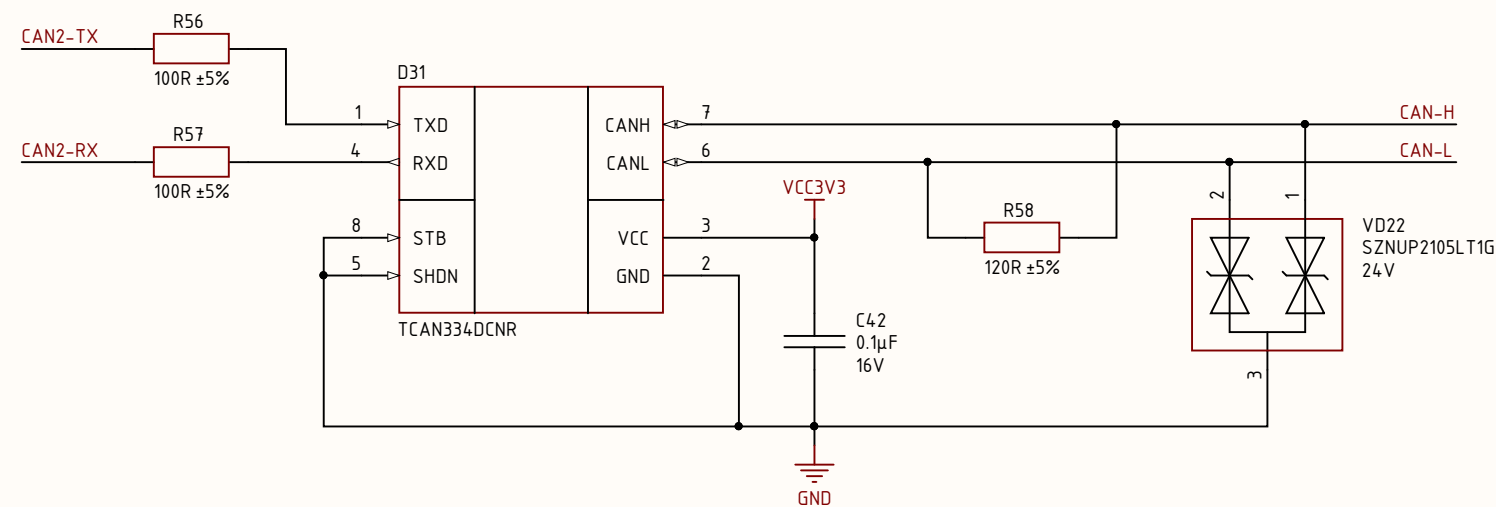 R56
CAN2-TX
100R ±5%
D31
1
TXD
CANH
7
CAN-H
R57
CAN2-RX
4
RXD
CANL
6
CAN-L
100R ±5%
VCC3V3
2
1
R58
8
STB
VCC
3
VD22
SZNUP2105LT1G
24V
120R ±5%
5
SHDN
GND
2
TCAN334DCNR
C42
0.1µF
16V
3
GND